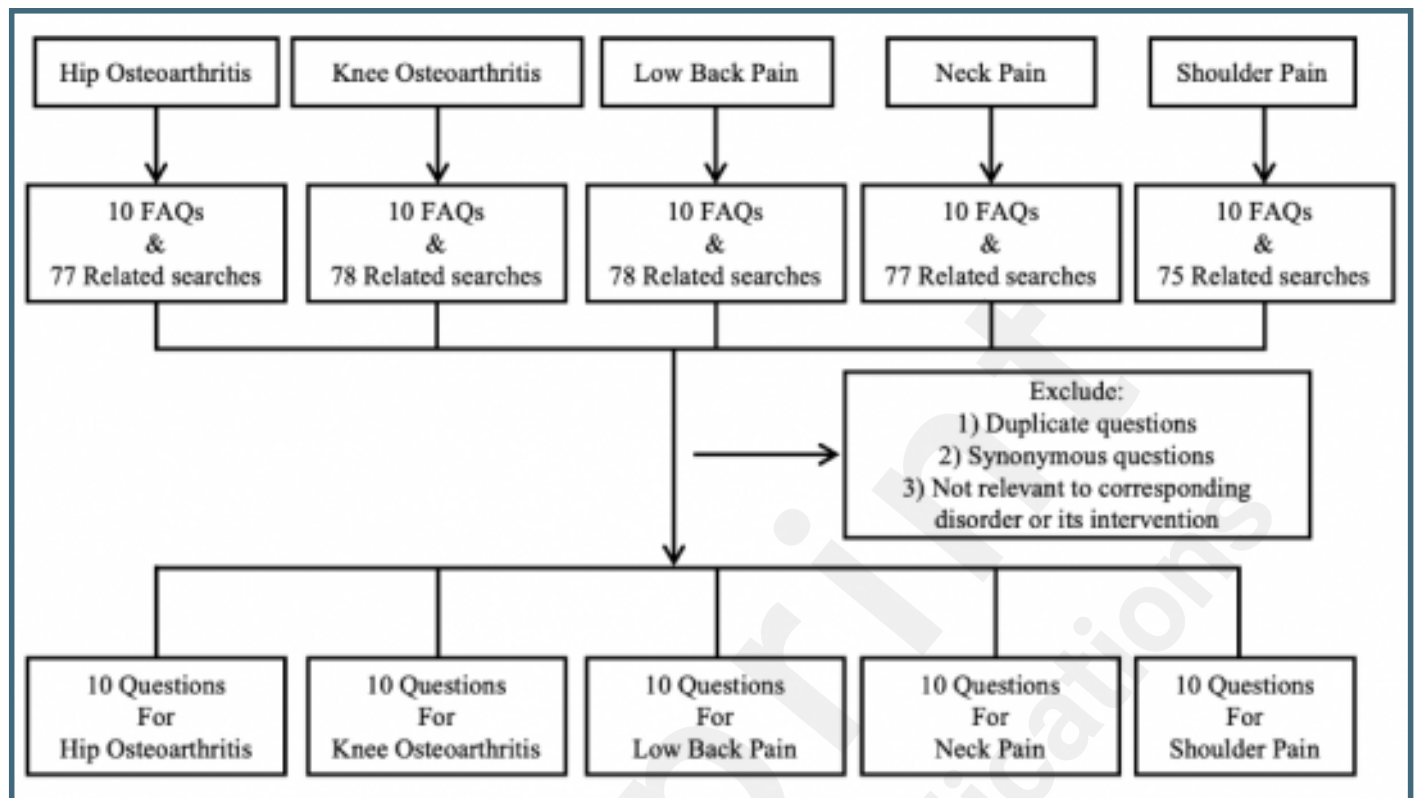 Hip Osteoarthritis
Knee Osteoarthritis
Low Back Pain
Neck Pain
Shoulder Pain
10 FAQs
&
77 Related searches
10 FAQs
&
78 Related searches
10 FAQs
&
78 Related searches
10 FAQs
&
77 Related searches
10 FAQs
&
75 Related searches
Exclude:
1) Duplicate questions
2) Synonymous questions
3) Not relevant to corresponding
disorder or its intervention
10 Questions
For
Hip Osteoarthritis
10 Questions
For
Knee Osteoarthritis
10 Questions
For
Low Back Pain
10 Questions
For
Neck Pain
10 Questions
For
Shoulder Pain